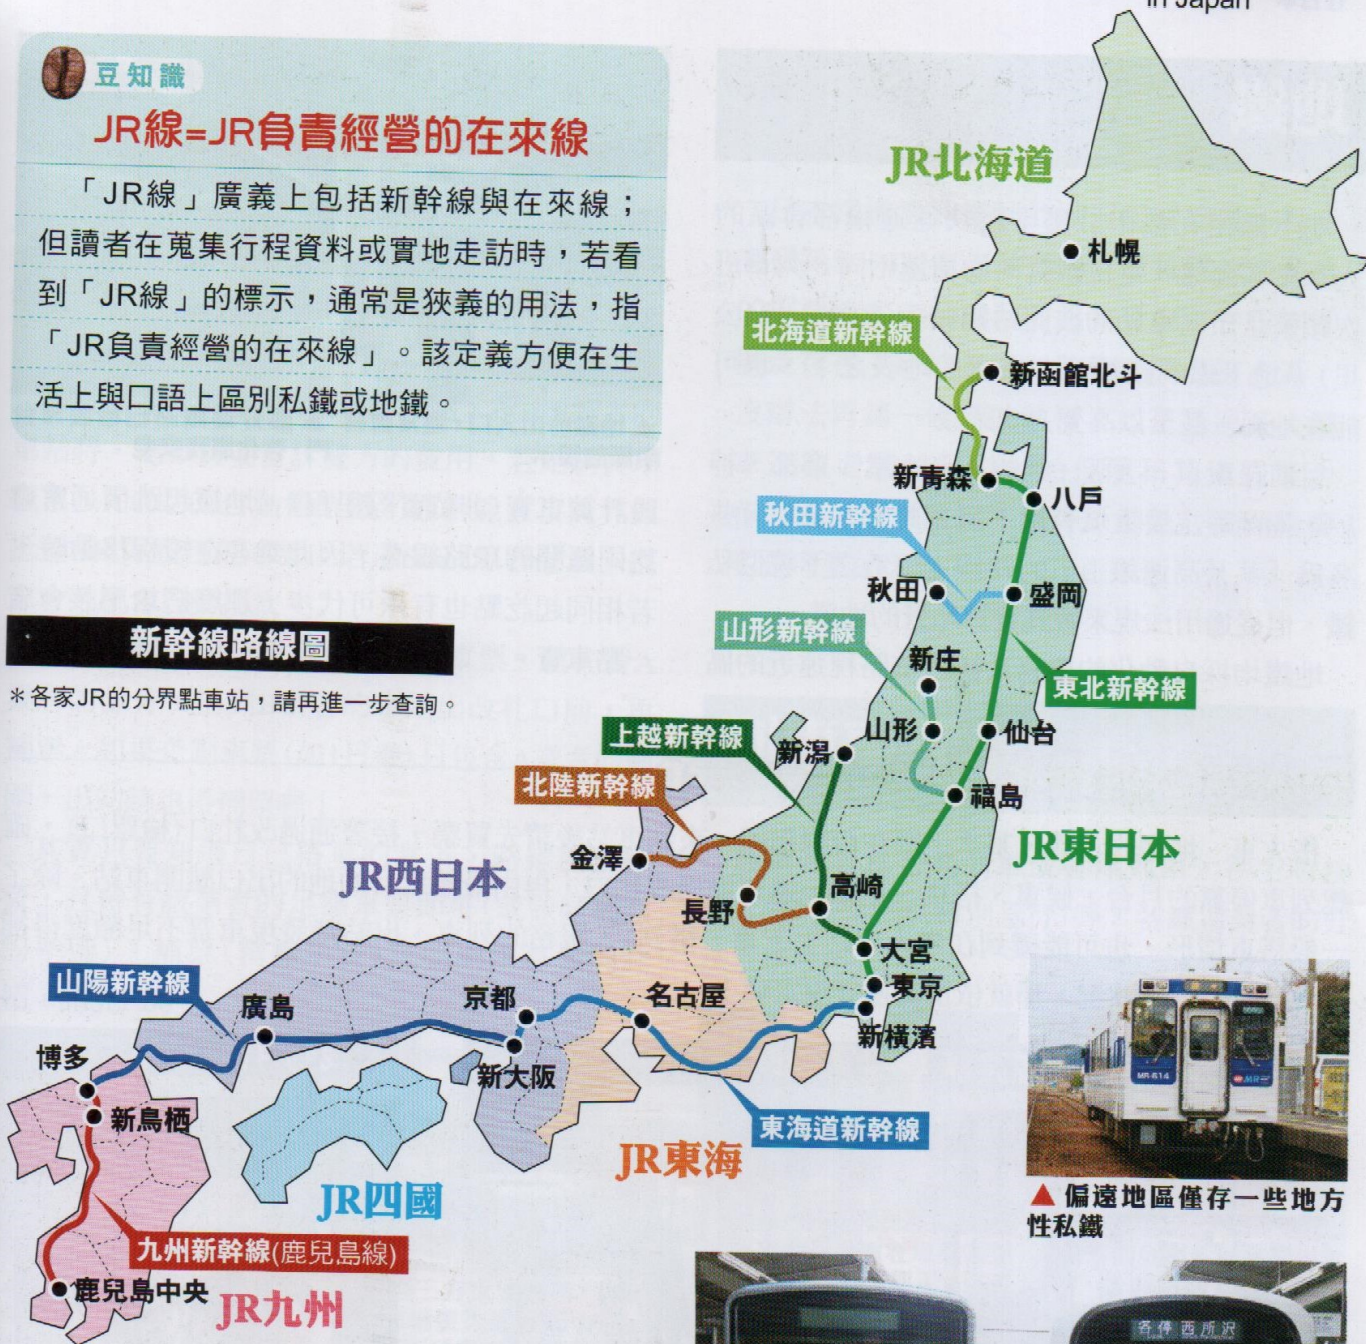 in Japan
豆知識
JR線=JR負責經營的在來線
「JR線」廣義上包括新幹線與在來線；
但讀者在蒐集行程資料或實地走訪時，若看
到「JR線」的標示，通常是狹義的用法，指
「JR負責經營的在來線」。該定義方便在生
活上與口語上區別私鐵或地鐵。
新幹線路線圖
＊各家JR的分界點車站，請再進一步查詢。
JR北海道
札幌
北海道新幹線
新函館北斗
新青森
八戶
秋田新幹線
秋田
盛岡
山形新幹線
新庄
東北新幹線
山形
仙台
上越新幹線
新潟
北陸新幹線
福島
JR東日本
金澤
JR西日本
長野
高崎
大宮
山陽新幹線
京都
名古屋
東京
廣島
新橫濱
博多
新大阪
新鳥栖
東海道新幹線
JR東海
JR四國
九州新幹線(鹿兒島線)
鹿兒島中央
JR九州
MR-614
▲ 偏遠地區僅存一些地方
性私鐵
各停 西所沢